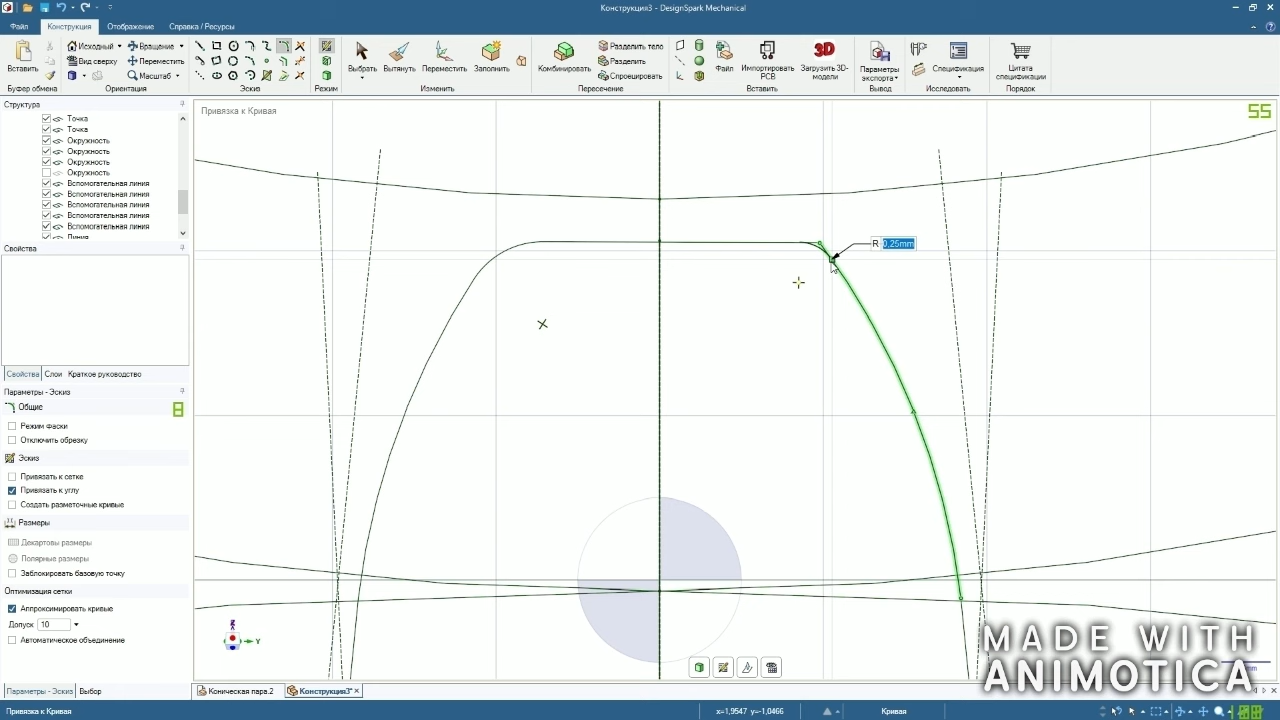 Конструкция3 - DesignSpark Mechanical
Файл Конструкция Отображение Справка / Ресурсы
Вставить
Исходный Вращение
Вид сверху Переместить
Масштаб
Выбрать Вытянуть Переместить Заполнить
Комбинировать
Разделить тело
Разделить
Спроецировать
Файл Импортировать PCB Загрузить 3D-модели
Параметры экспорта
Спецификация
Цитата спецификации
Буфер обмена Ориентация Эскиз Режим Изменить Пересечение Вставить Вывод Исследовать Порядок
Структура
Точка
Точка
Окружность
Окружность
Окружность
Окружность
Вспомогательная линия
Вспомогательная линия
Вспомогательная линия
Вспомогательная линия
Вспомогательная линия
Линия
Свойства
Свойства Слои Краткое руководство
Параметры - Эскиз
Общие
8
Режим Фаски
Отключить обрезку
Эскиз
Привязать к сетке
Привязать к углу
Создать разметочные кривые
Размеры
Декартовы размеры
Полярные размеры
Заблокировать базовую точку
Оптимизация сетки
Аппроксимировать кривые
Допуск 10
Автоматическое объединение
Параметры - Эскиз Выбор
Привязка к Кривая
55
R 0,25mm
Y
MADE WITH
ANIMOTICA
Коническая пара.2 Конструкция3*
Привязка к Кривая x=1,9547 y=-1,0466 Кривая